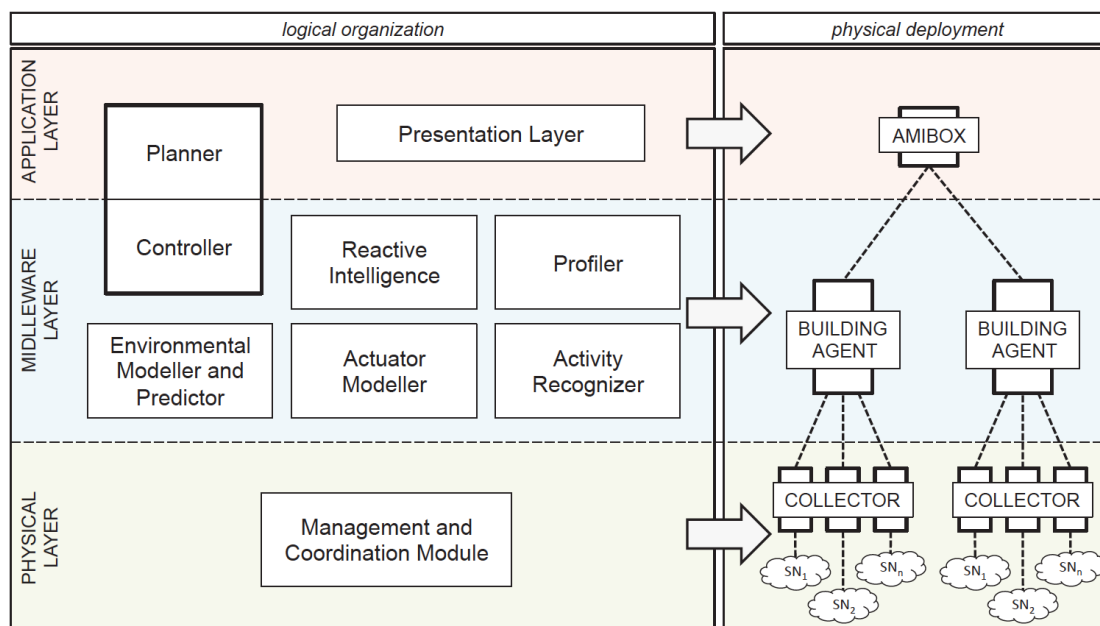 logical organization
physical deployment
APPLICATION
LAYER
Planner
Presentation Layer
AMIBOX
MIDLLEWARE
LAYER
Controller
Reactive
Intelligence
Profiler
BUILDING
AGENT
BUILDING
AGENT
Environmental
Modeller and
Predictor
Actuator
Modeller
Activity
Recognizer
PHYSICAL
LAYER
Management and
Coordination Module
COLLECTOR
COLLECTOR
SN1
SN2
SNn
SN1
SN2
SNn